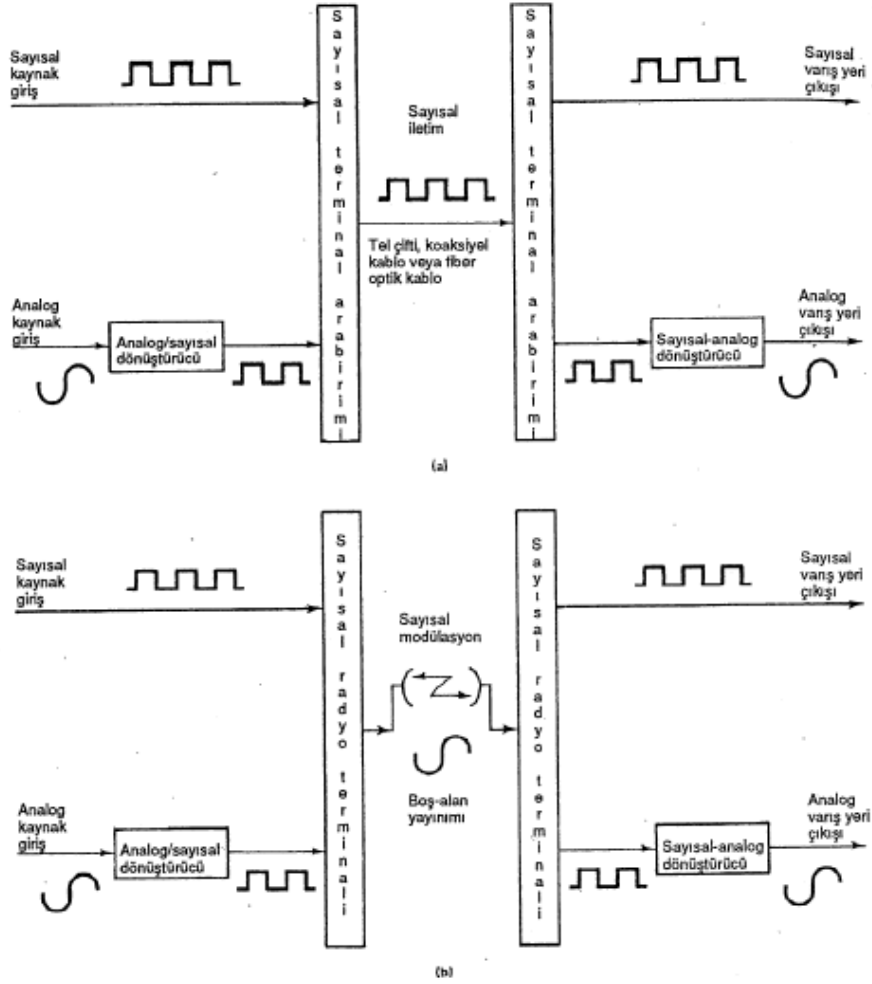 Sayısal
kaynak
giriş
Sayısal terminal arabirimi
Sayısal
iletim
Tel çifti, koaksiyel
kablo veya fiber
optik kablo
Sayısal terminal arabirimi
Sayısal
varış yeri
çıkışı
Analog
kaynak
giriş
Analog/sayısal
dönüştürücü
Sayısal-analog
dönüştürücü
Analog
varış yeri
çıkışı
(a)
Sayısal
kaynak
giriş
Sayısal radyo terminali
Sayısal
modülasyon
Boş-alan
yayınımı
Sayısal radyo terminali
Sayısal
varış yeri
çıkışı
Analog
kaynak
giriş
Analog/sayısal
dönüştürücü
Sayısal-analog
dönüştürücü
Analog
varış yeri
çıkışı
(b)